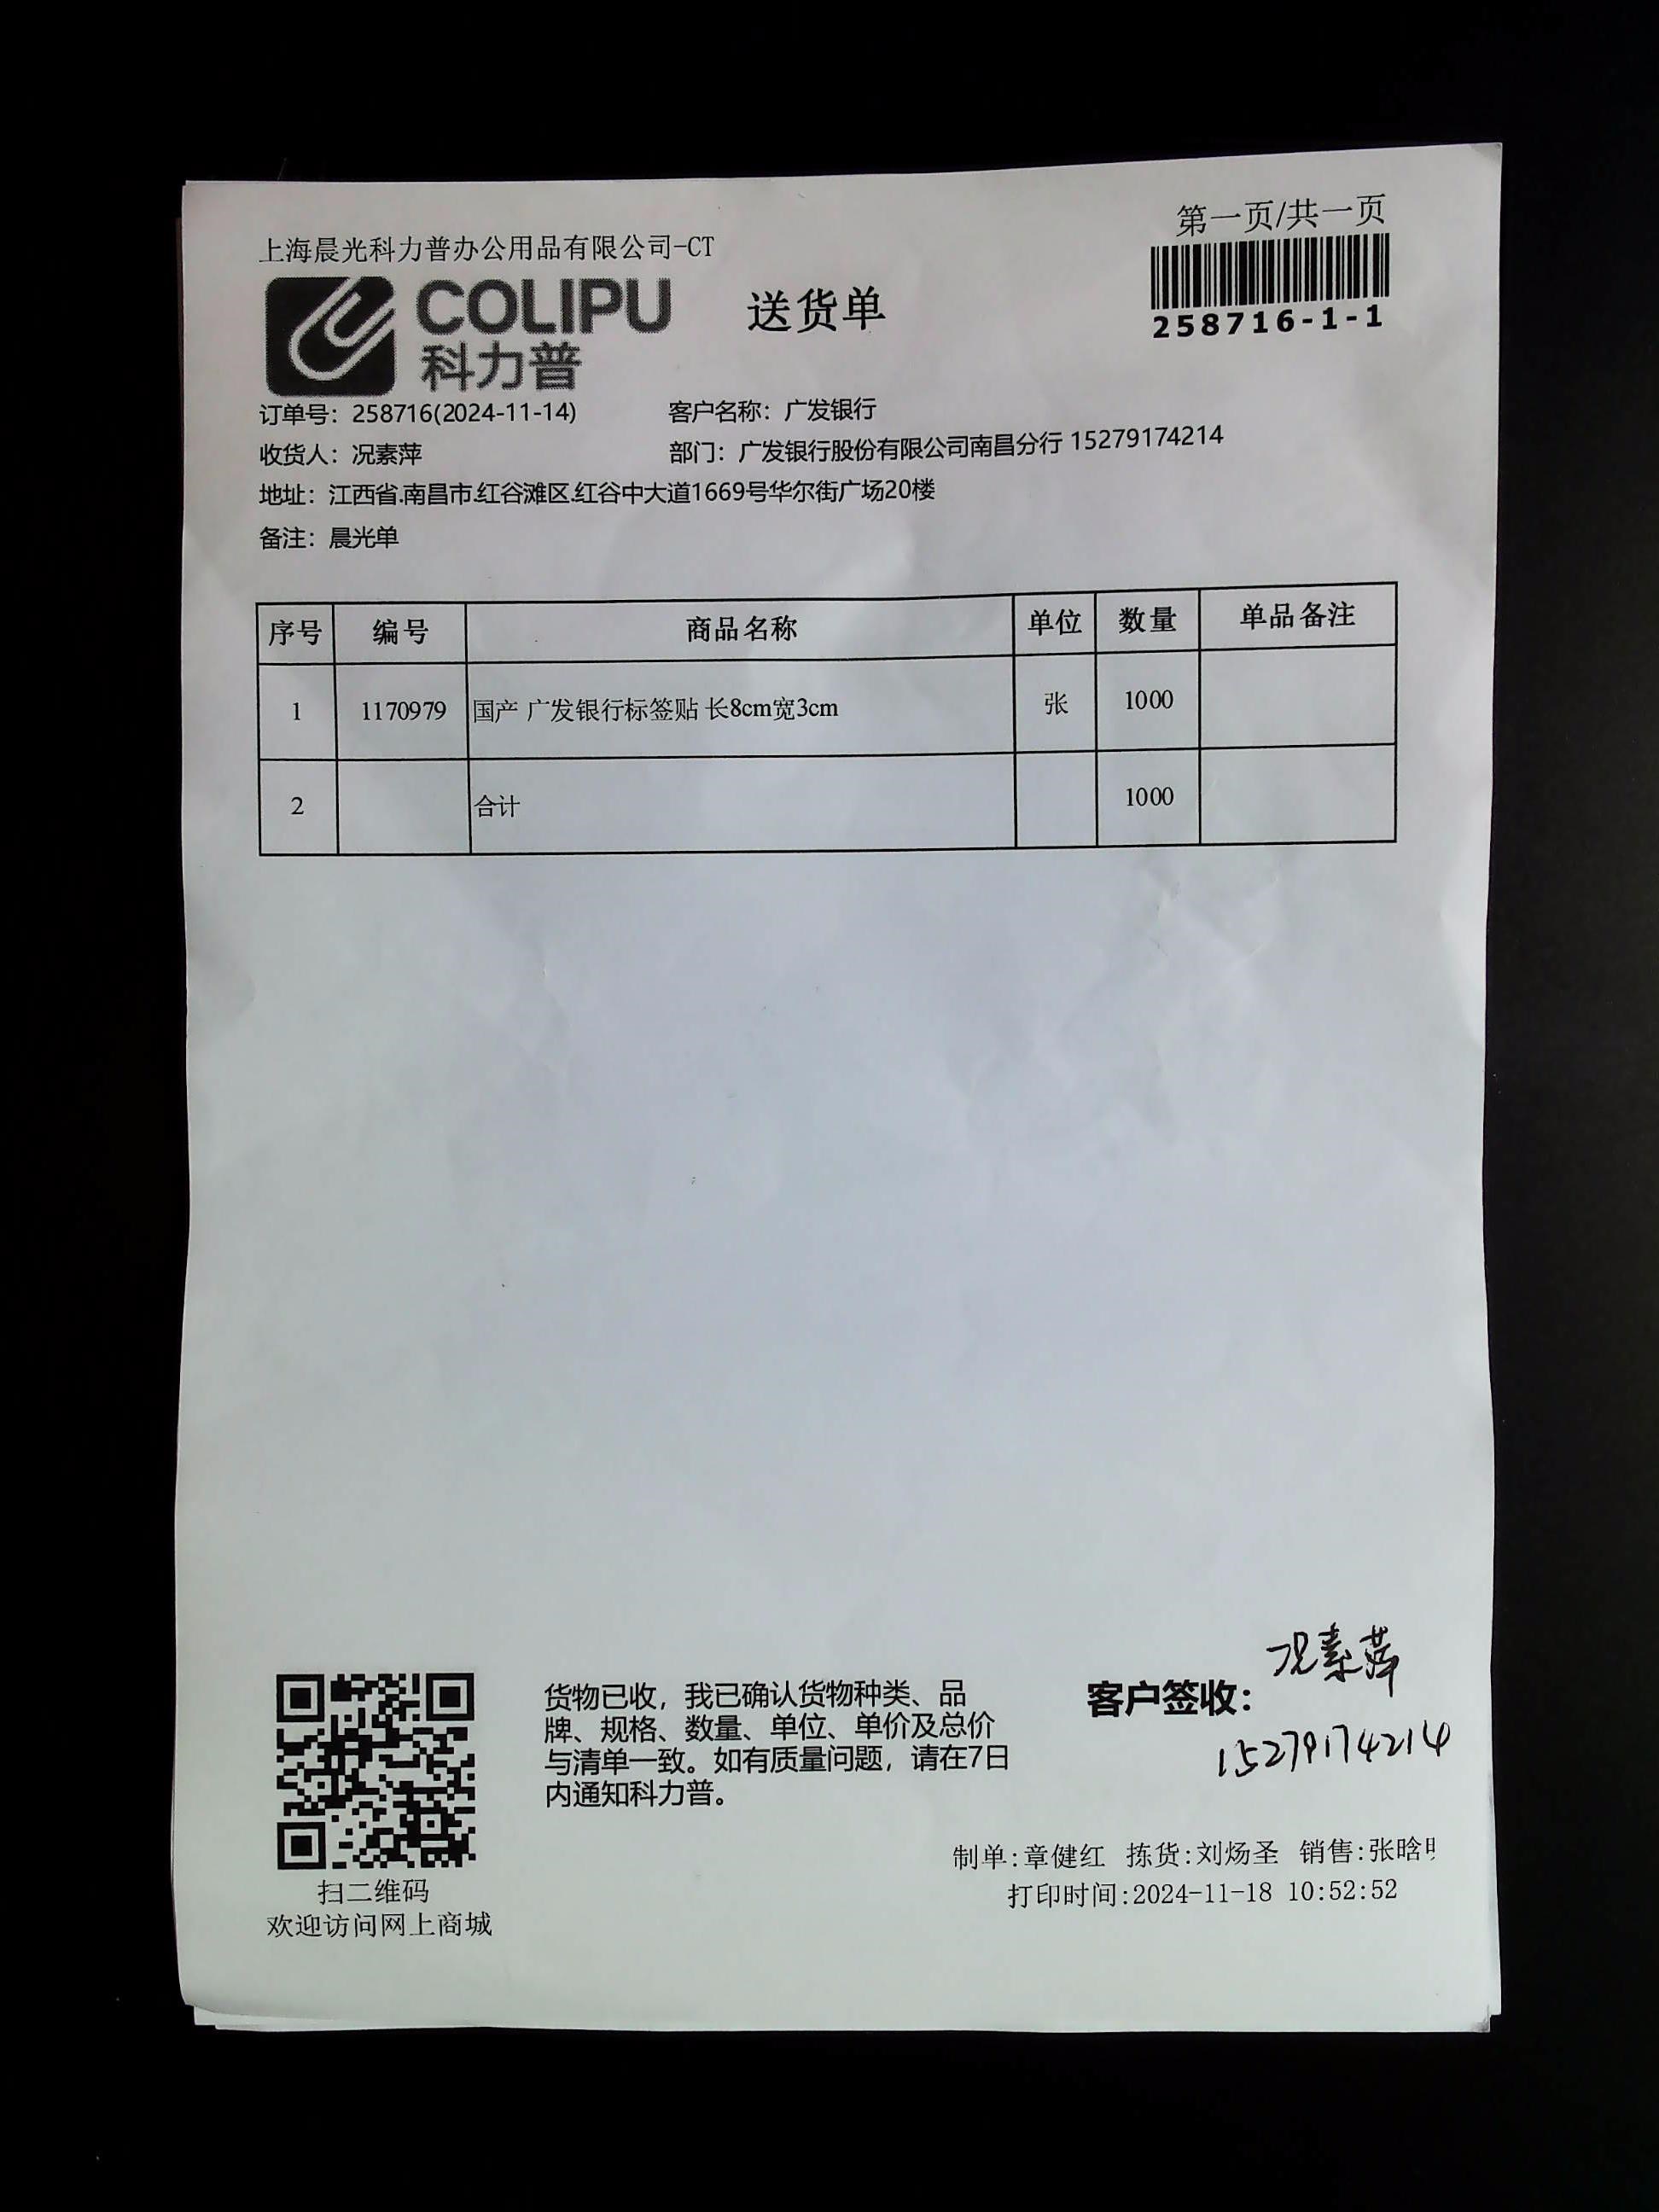 第一页/共一页
上海晨光科力普办公用品有限公司-CT
COLIPU
科力普
送货单
258716-1-1
订单号：258716(2024-11-14) 客户名称：广发银行
收货人：况素萍 部门：广发银行股份有限公司南昌分行 15279174214
地址：江西省.南昌市.红谷滩区.红谷中大道1669号华尔街广场20楼
备注：晨光单
序号 编号 商品名称 单位 数量 单品备注
1 1170979 国产 广发银行标签贴 长8cm宽3cm 张 1000
2 合计 1000
货物已收，我已确认货物种类、品
牌、规格、数量、单位、单价及总价
与清单一致。如有质量问题，请在7日
内通知科力普。
客户签收：况素萍
15279174214
扫二维码
欢迎访问网上商城
制单:章健红 拣货:刘炀圣 销售:张晗
打印时间:2024-11-18 10:52:52